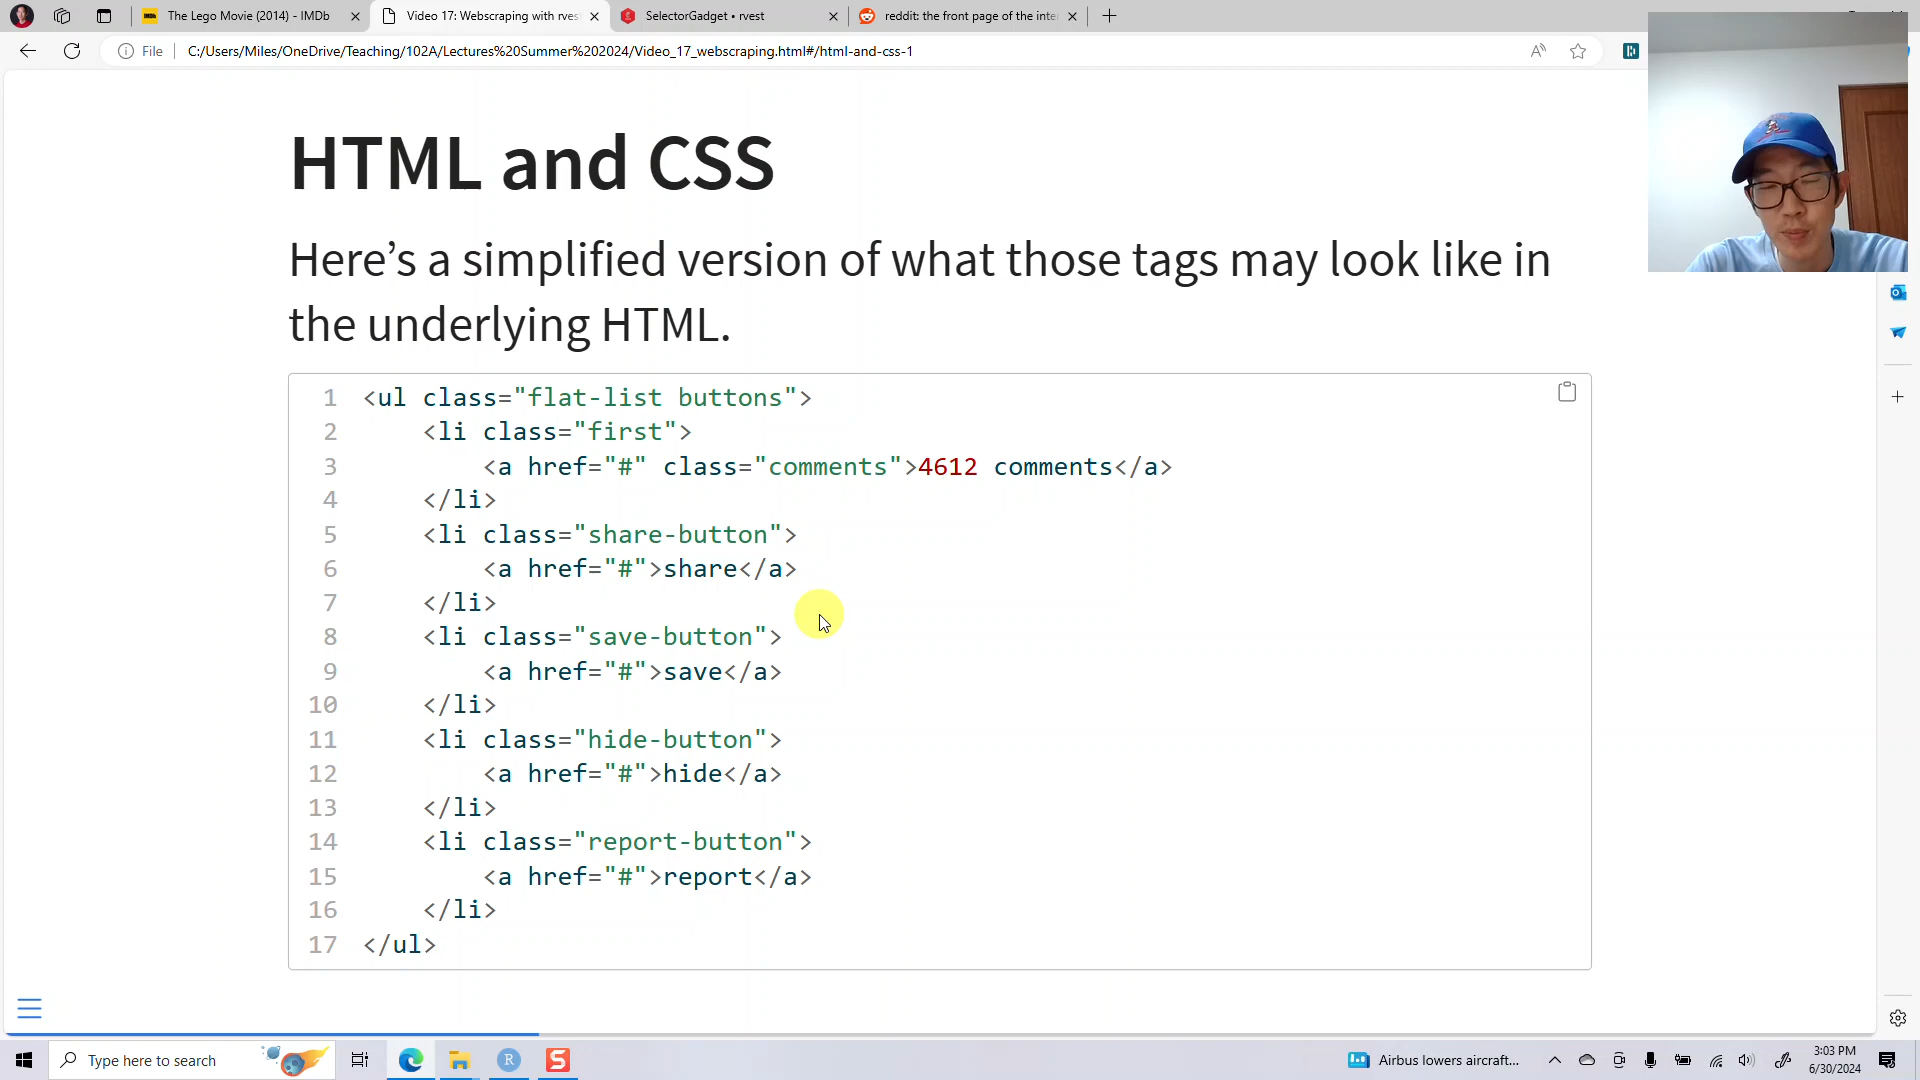 The Lego Movie (2014) - IMDb
Video 17: Webscraping with rves
SelectorGadget • rvest
reddit: the front page of the inte
File
C:/Users/Miles/OneDrive/Teaching/102A/Lectures%20Summer%202024/Video_17_webscraping.html#/html-and-css-1
HTML and CSS
Here’s a simplified version of what those tags may look like in
the underlying HTML.
1 <ul class="flat-list buttons">
2 <li class="first">
3 <a href="#" class="comments">4612 comments</a>
4 </li>
5 <li class="share-button">
6 <a href="#">share</a>
7 </li>
8 <li class="save-button">
9 <a href="#">save</a>
10 </li>
11 <li class="hide-button">
12 <a href="#">hide</a>
13 </li>
14 <li class="report-button">
15 <a href="#">report</a>
16 </li>
17 </ul>
Type here to search
Airbus lowers aircraft...
3:03 PM
6/30/2024